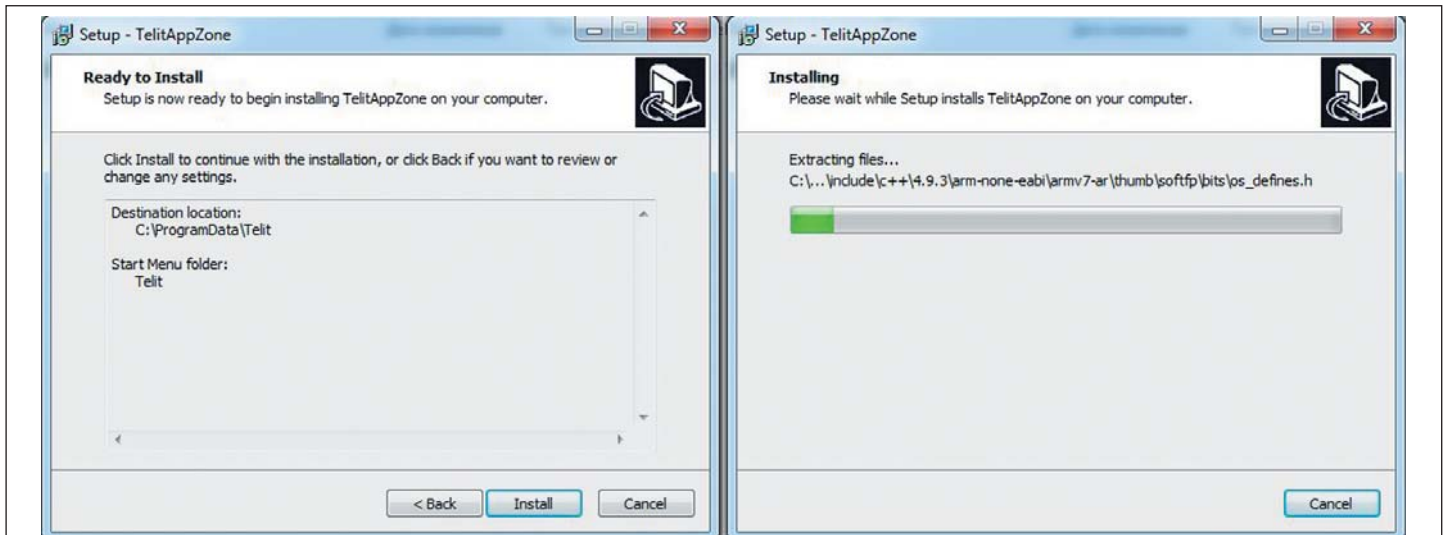 Setup - TelitAppZone
Ready to Install
Setup is now ready to begin installing TelitAppZone on your computer.
Click Install to continue with the installation, or click Back if you want to review or
change any settings.
Destination location:
C:\ProgramData\Telit
Start Menu folder:
Telit
< Back
Install
Cancel
Setup - TelitAppZone
Installing
Please wait while Setup installs TelitAppZone on your computer.
Extracting files...
C:\...\include\c++\4.9.3\arm-none-eabi\armv7-ar\thumb\softfp\bits\os_defines.h
Cancel